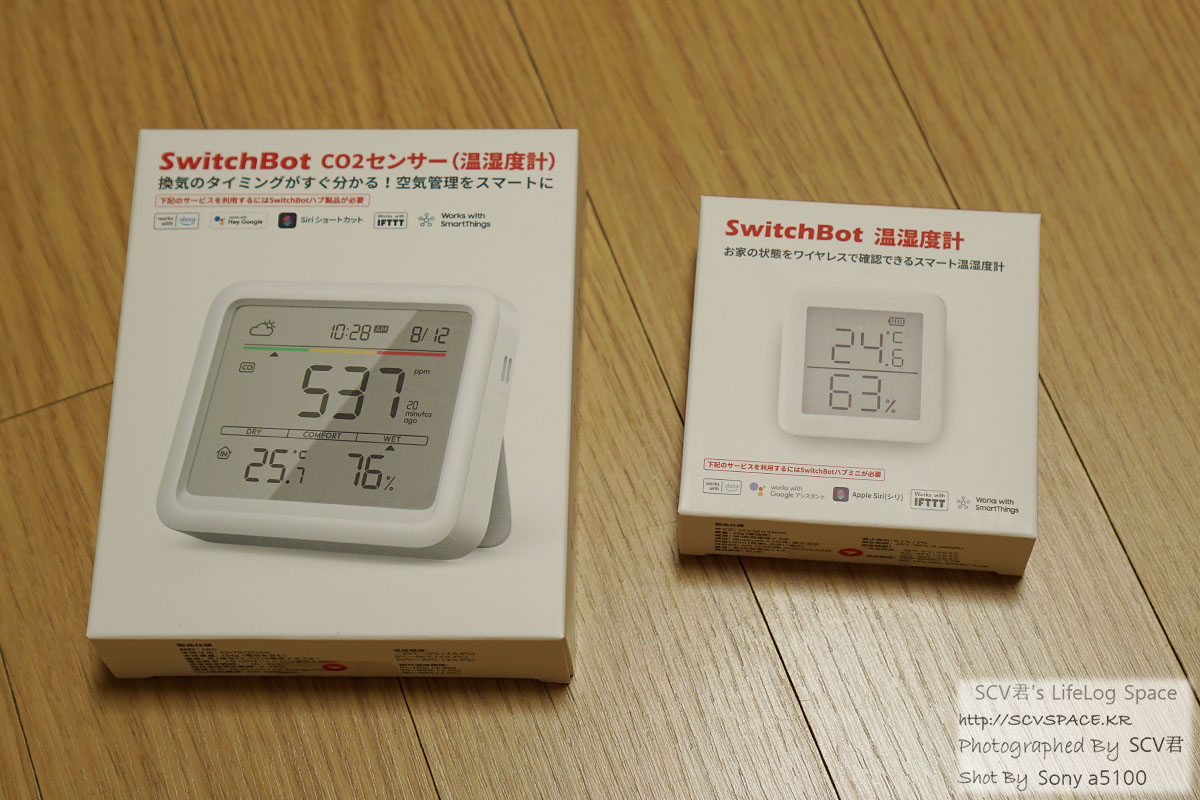 SwitchBot CO2センサー(温湿度計)
換気のタイミングがすぐ分かる!空気管理をスマートに
下記のサービスを利用するにはSwitchBotハブ製品が必要
works with alexa
works with Hey Google
Siri ショートカット
Works with IFTTT
Works with SmartThings
10:28 AM 8/12
CO
537 ppm
20 minutes ago
DRY COMFORT WET
IN 25.7 °C 76 %
製品仕様
SwitchBot 温湿度計
お家の状態をワイヤレスで確認できるスマート温湿度計
24.6 °C
63 %
下記のサービスを利用するにはSwitchBotハブミニが必要
works with alexa
works with Google アシスタント
Apple Siri(シリ)
Works with IFTTT
Works with SmartThings
製品仕様
SCV君's LifeLog Space
http://SCVSPACE.KR
Photographed By SCV君
Shot By Sony a5100